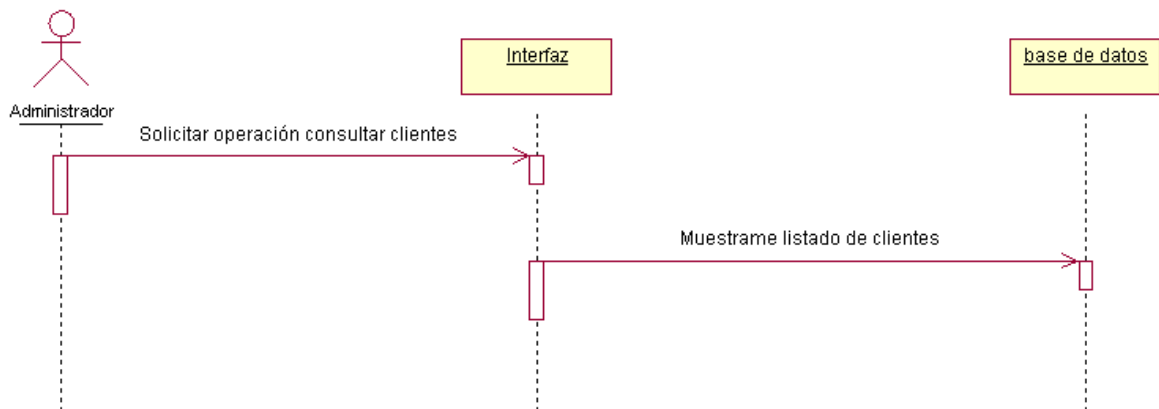 Interfaz
base de datos
Administrador
Solicitar operación consultar clientes
Muestrame listado de clientes